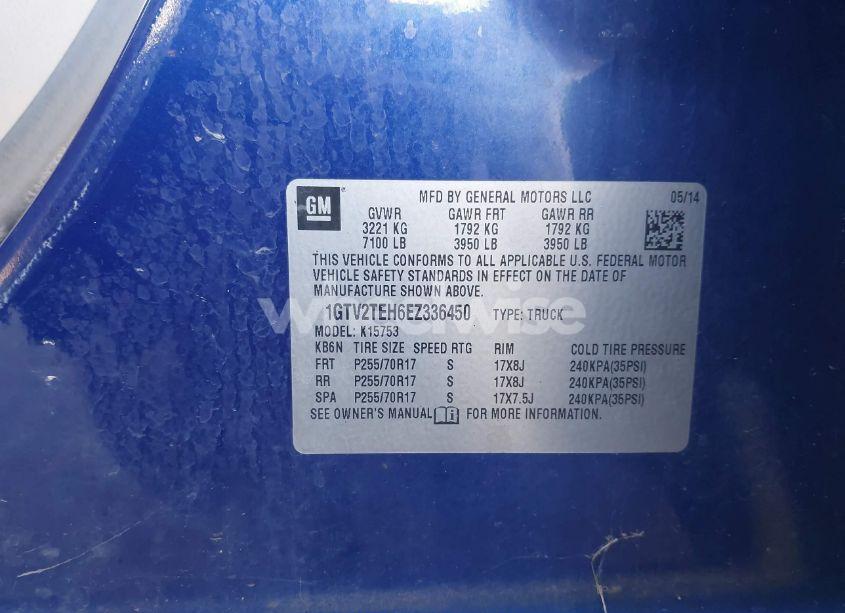 GM
MFD BY GENERAL MOTORS LLC 05/14
GVWR GAWR FRT GAWR RR
3221 KG 1792 KG 1792 KG
7100 LB 3950 LB 3950 LB
THIS VEHICLE CONFORMS TO ALL APPLICABLE U.S. FEDERAL MOTOR
VEHICLE SAFETY STANDARDS IN EFFECT ON THE DATE OF
MANUFACTURE SHOWN ABOVE.
1GTV2TEH6EZ336450 TYPE: TRUCK
MODEL: K15753
KB6N TIRE SIZE SPEED RTG RIM COLD TIRE PRESSURE
FRT P255/70R17 S 17X8J 240KPA(35PSI)
RR P255/70R17 S 17X8J 240KPA(35PSI)
SPA P255/70R17 S 17X7.5J 240KPA(35PSI)
SEE OWNER'S MANUAL FOR MORE INFORMATION.